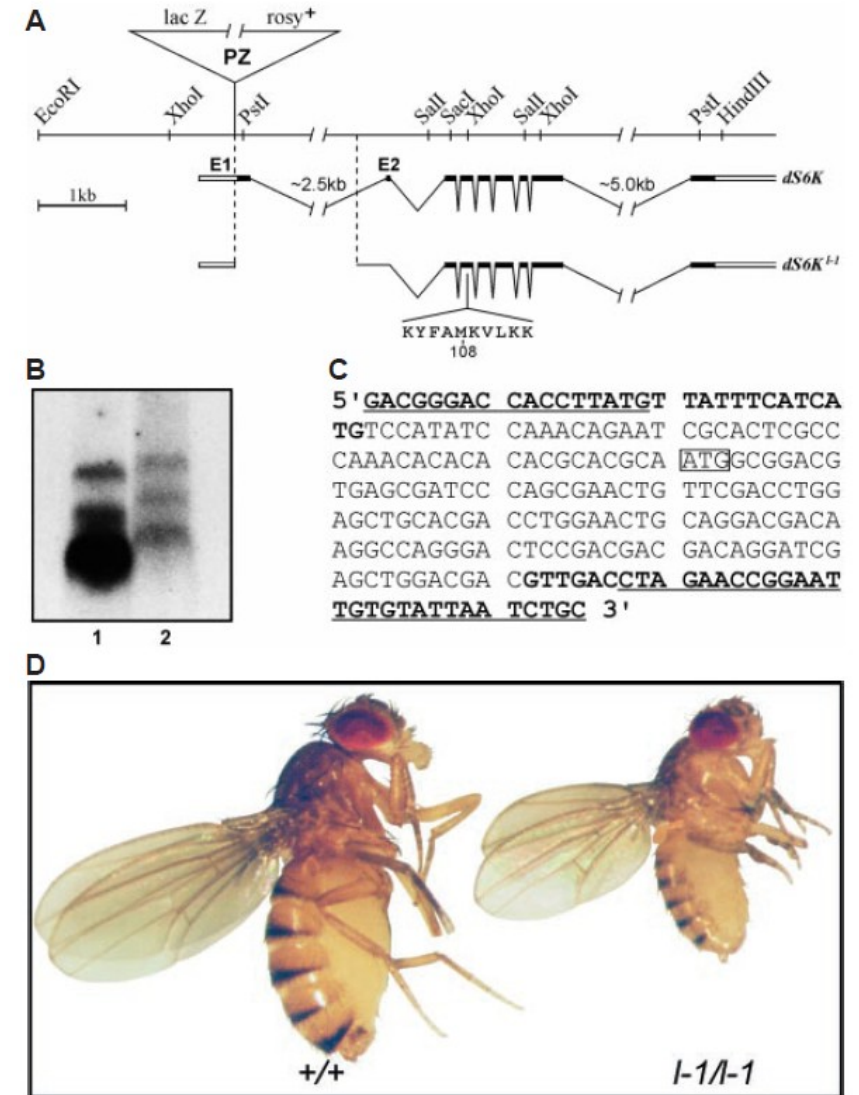 A
lac Z rosy+
PZ
EcoRI XhoI PstI SalI SacI XhoI SalI XhoI PstI HindIII
E1 E2 dS6K
~2.5kb ~5.0kb
1kb
dS6K l-1
KYFAMKVLKK
108
B
1 2
C
5'GACGGGAC CACCTTATGT TATTTCATCA
TGTCCATATC CAAACAGAAT CGCACTCGCC
CAAACACACA CACGCACGCA ATGGCGGACG
TGAGCGATCC CAGCGAACTG TTCGACCTGG
AGCTGCACGA CCTGGAACTG CAGGACGACA
AGGCCAGGGA CTCCGACGAC GACAGGATCG
AGCTGGACGA CGTTGACCTA GAACCGGAAT
TGTGTATTAA TCTGC 3'
D
+/+ l-1/l-1